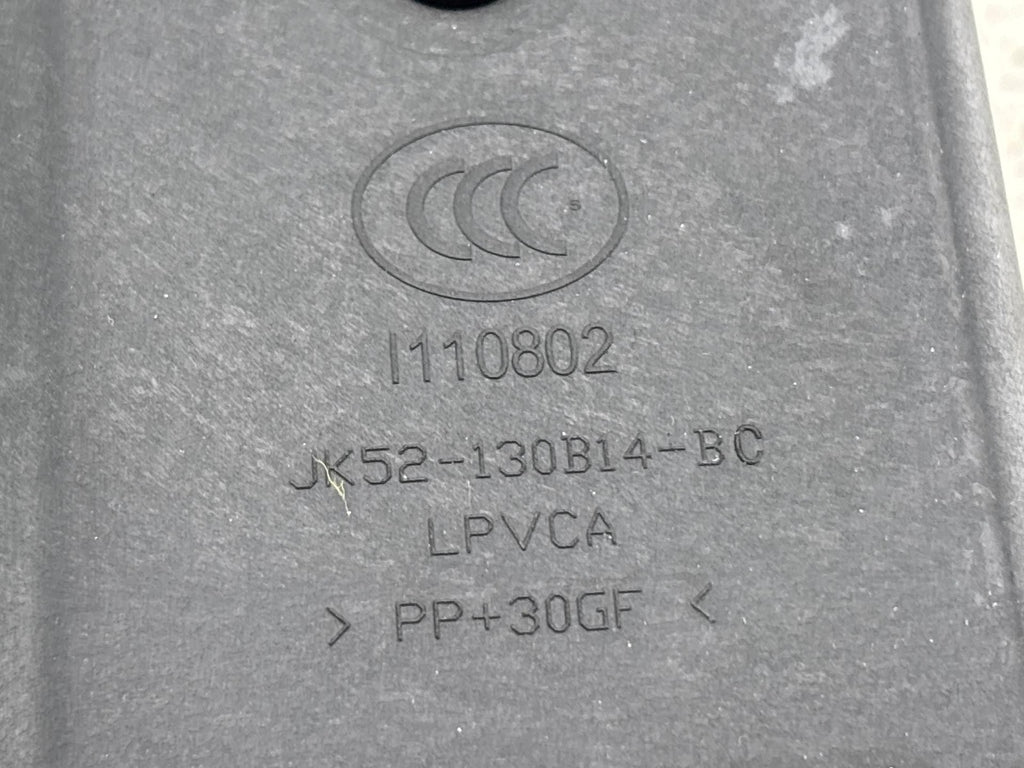 CCC S
I110802
JK52-130B14-BC
LPVCA
> PP+30GF <